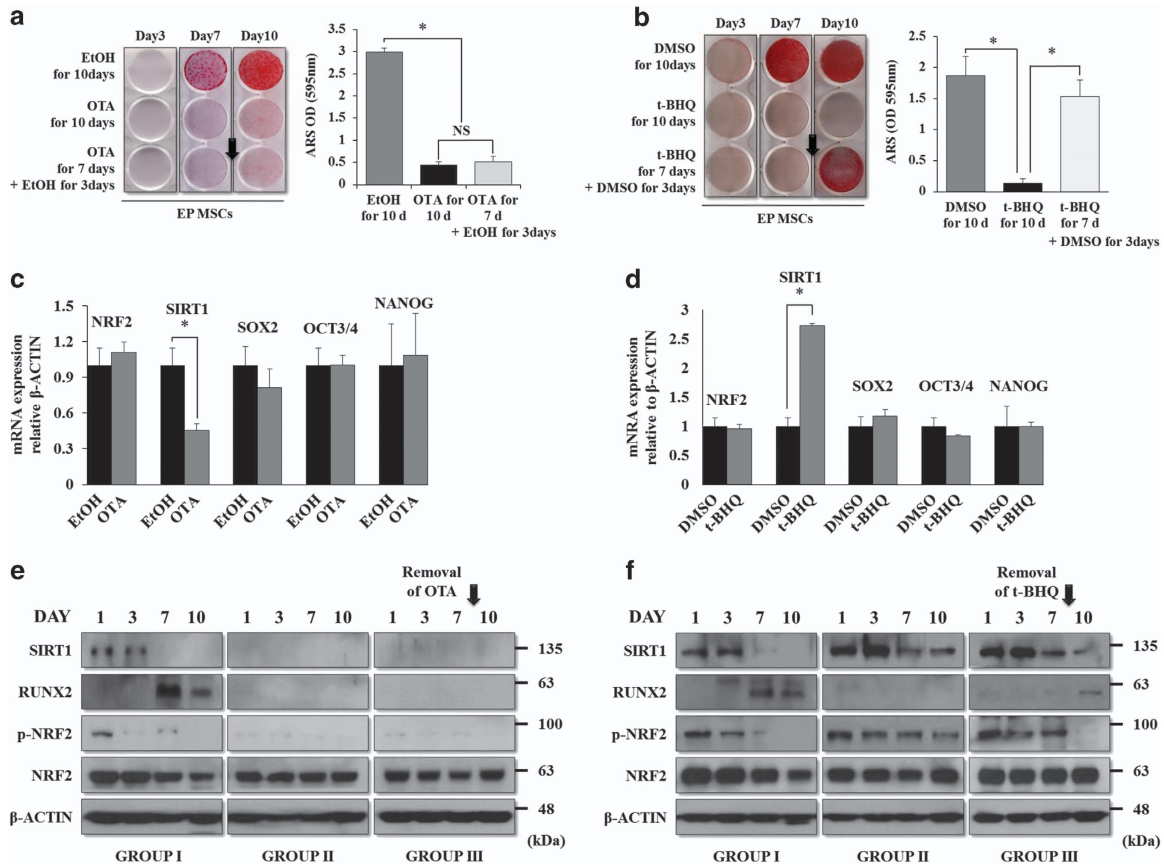 a
Day3 Day7 Day10
EtOH
for 10days
OTA
for 10 days
OTA
for 7 days
+ EtOH for 3days
EP MSCs
ARS OD (595nm)
3.5
3
2.5
2
1.5
1
0.5
0
*
NS
EtOH OTA for OTA for
for 10 d 10 d 7 d
+ EtOH for 3days
b
Day3 Day7 Day10
DMSO
for 10days
t-BHQ
for 10 days
t-BHQ
for 7 days
+ DMSO for 3days
EP MSCs
ARS (OD 595nm)
2.5
2
1.5
1
0.5
0
* *
DMSO t-BHQ t-BHQ
for 10 d for 10 d for 7 d
+ DMSO for 3days
c
mRNA expression
relative β-ACTIN
1.5
1.2
0.9
0.6
0.3
0
NRF2 SIRT1 SOX2 OCT3/4 NANOG
*
EtOH OTA EtOH OTA EtOH OTA EtOH OTA EtOH OTA
d
mNRA expression
relative to β-ACTIN
3
2.5
2
1.5
1
0.5
0
NRF2 SIRT1 SOX2 OCT3/4 NANOG
*
DMSO t-BHQ DMSO t-BHQ DMSO t-BHQ DMSO t-BHQ DMSO t-BHQ
e
Removal
of OTA
DAY 1 3 7 10 1 3 7 10 1 3 7 10
SIRT1 135
RUNX2 63
p-NRF2 100
NRF2 63
β-ACTIN 48
(kDa)
GROUP I GROUP II GROUP III
f
Removal
of t-BHQ
DAY 1 3 7 10 1 3 7 10 1 3 7 10
SIRT1 135
RUNX2 63
p-NRF2 100
NRF2 63
β-ACTIN 48
(kDa)
GROUP I GROUP II GROUP III